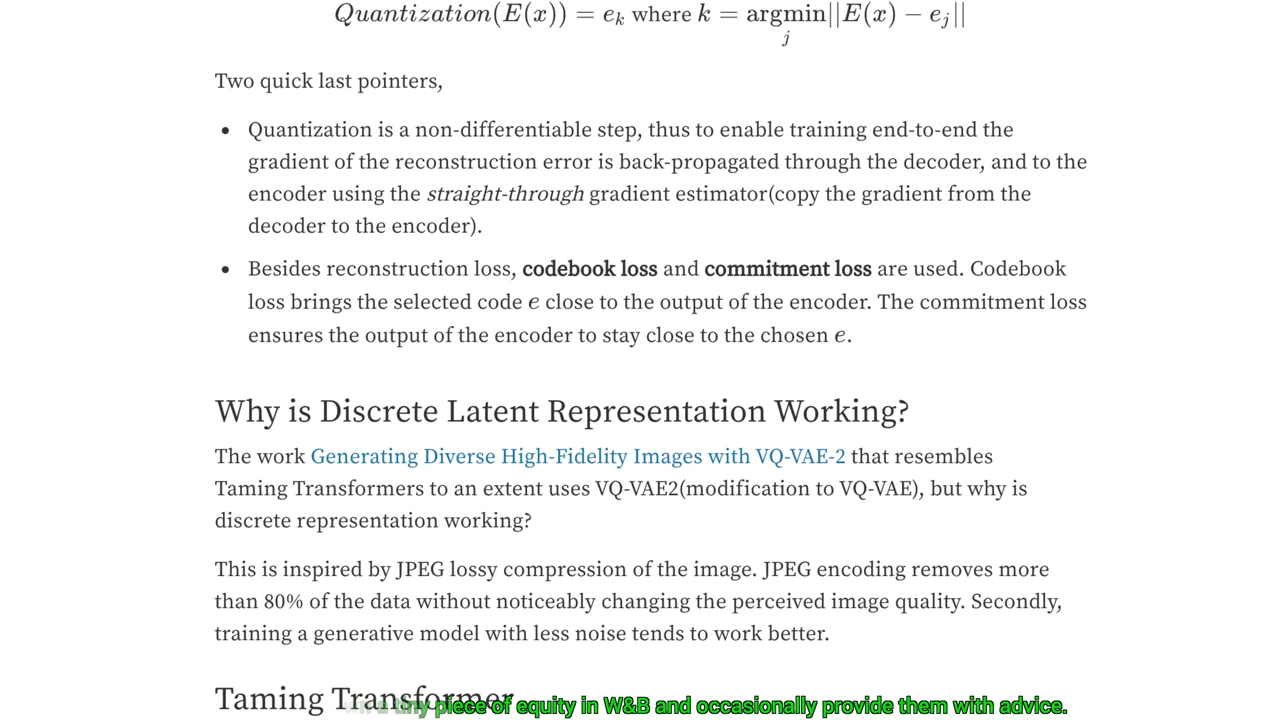 Quantization(E(x)) = e_k where k = argmin||E(x) − e_j||
j
Two quick last pointers,
• Quantization is a non-differentiable step, thus to enable training end-to-end the
gradient of the reconstruction error is back-propagated through the decoder, and to the
encoder using the straight-through gradient estimator(copy the gradient from the
decoder to the encoder).
• Besides reconstruction loss, codebook loss and commitment loss are used. Codebook
loss brings the selected code e close to the output of the encoder. The commitment loss
ensures the output of the encoder to stay close to the chosen e.
Why is Discrete Latent Representation Working?
The work Generating Diverse High-Fidelity Images with VQ-VAE-2 that resembles
Taming Transformers to an extent uses VQ-VAE2(modification to VQ-VAE), but why is
discrete representation working?
This is inspired by JPEG lossy compression of the image. JPEG encoding removes more
than 80% of the data without noticeably changing the perceived image quality. Secondly,
training a generative model with less noise tends to work better.
Taming Transformer
tiny piece of equity in W&B and occasionally provide them with advice.